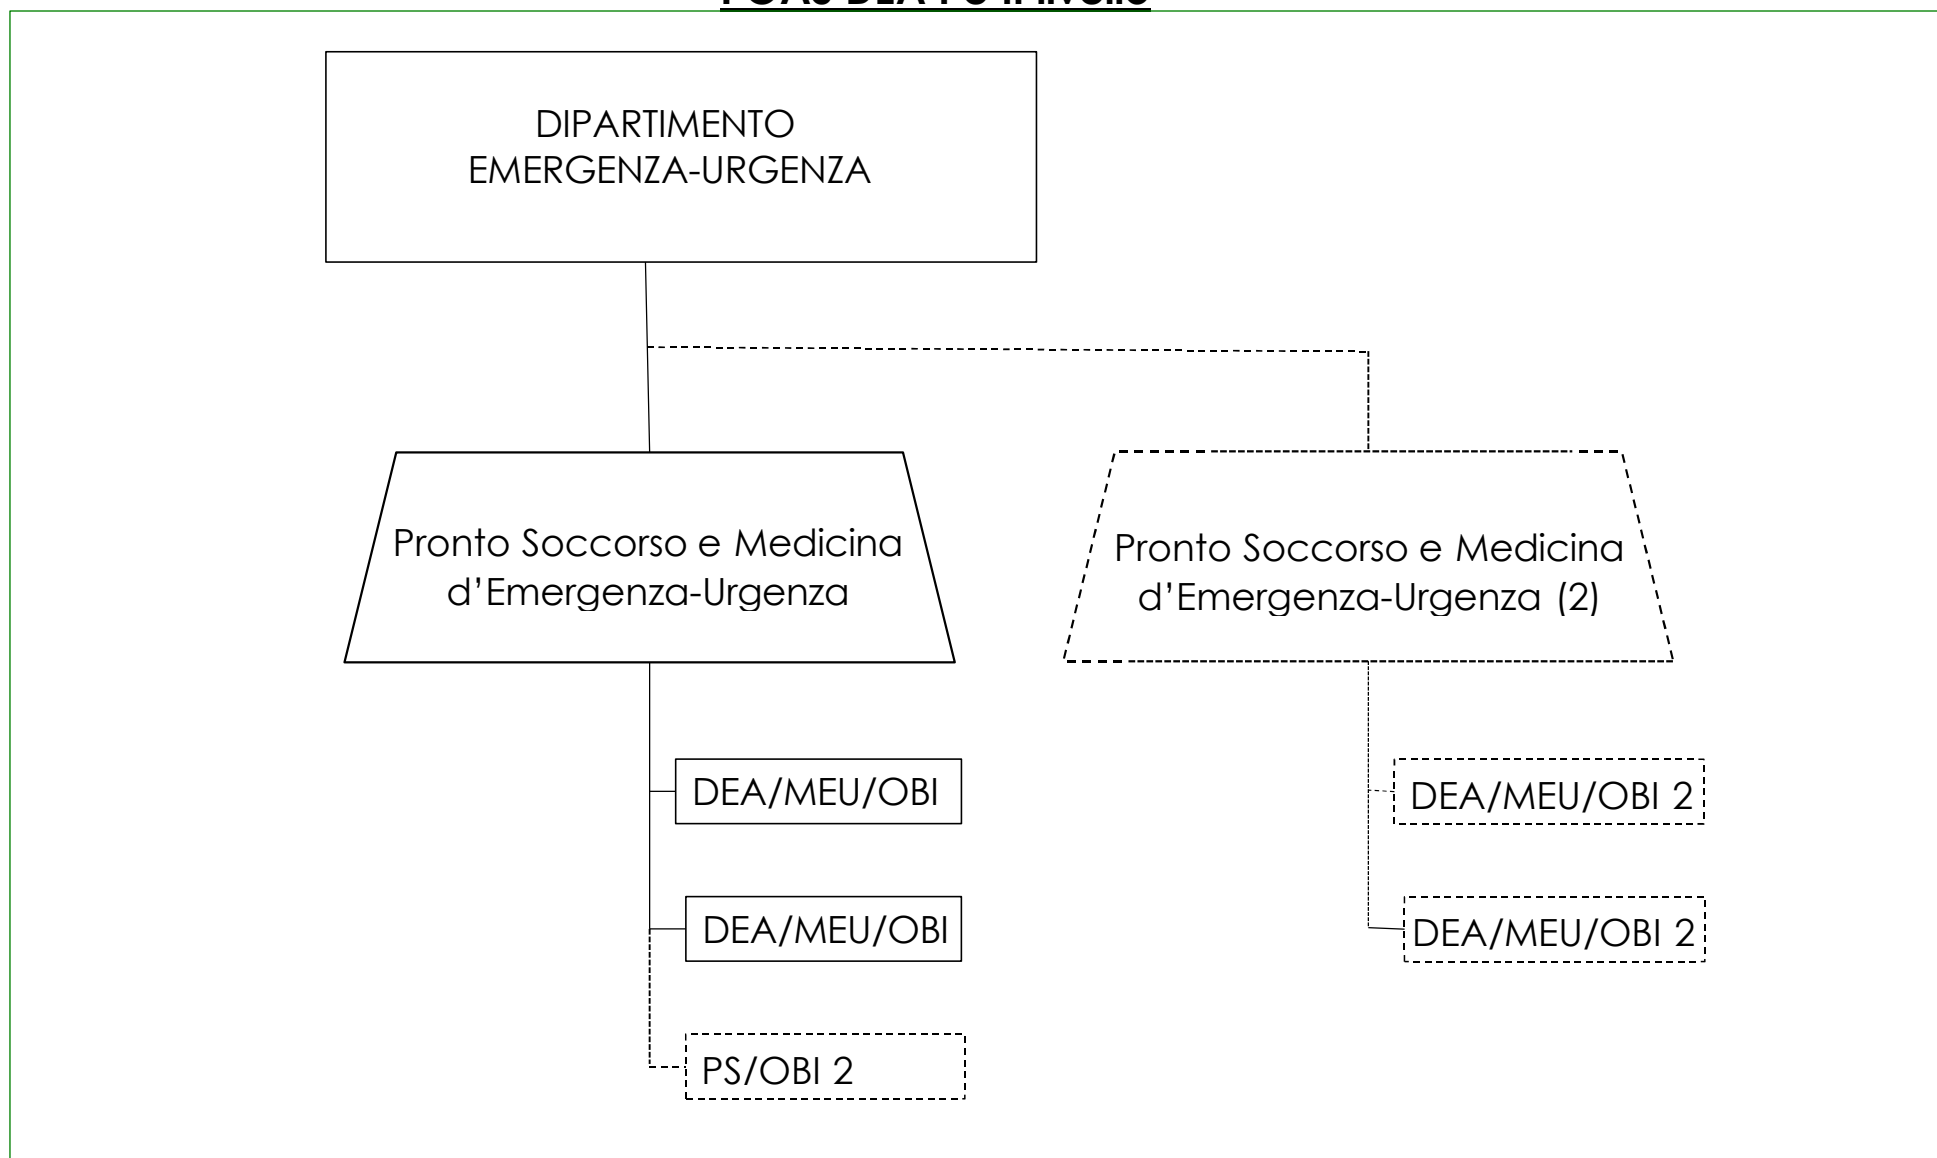 DIPARTIMENTO
EMERGENZA-URGENZA
Pronto Soccorso e Medicina
d’Emergenza-Urgenza
Pronto Soccorso e Medicina
d’Emergenza-Urgenza (2)
DEA/MEU/OBI
DEA/MEU/OBI 2
DEA/MEU/OBI
DEA/MEU/OBI 2
PS/OBI 2